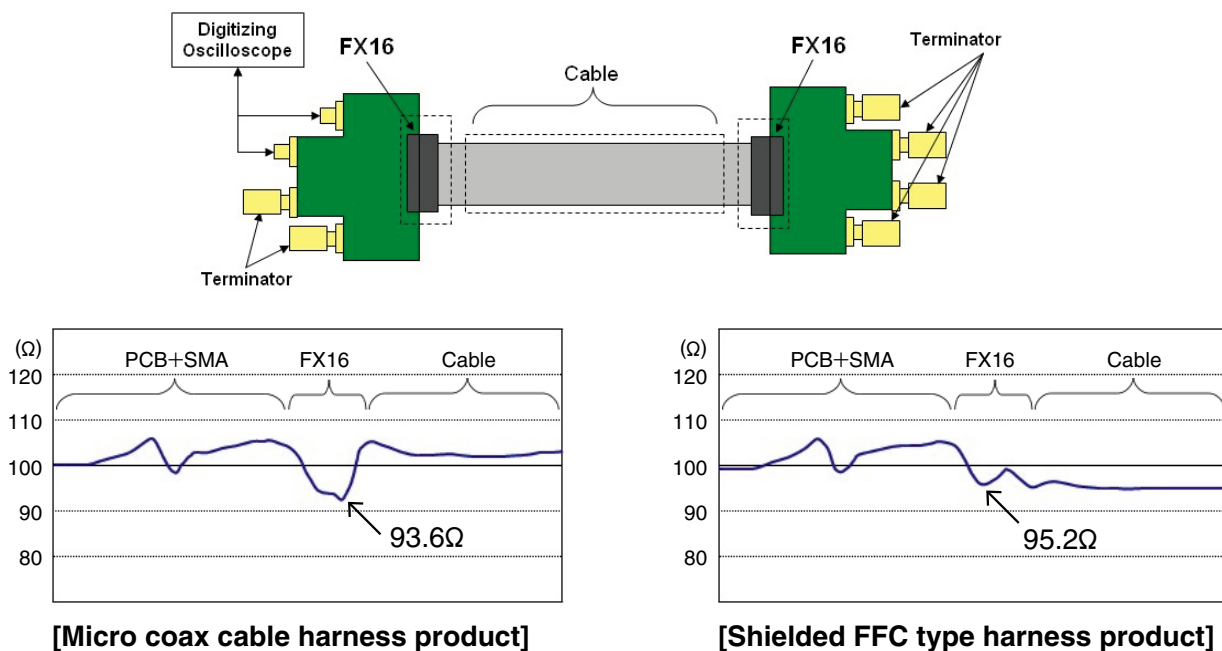 Digitizing
Oscilloscope
FX16
Cable
FX16
Terminator
Terminator
(Ω)
120
110
100
90
80
PCB+SMA
FX16
Cable
93.6Ω
[Micro coax cable harness product]
(Ω)
120
110
100
90
80
PCB+SMA
FX16
Cable
95.2Ω
[Shielded FFC type harness product]